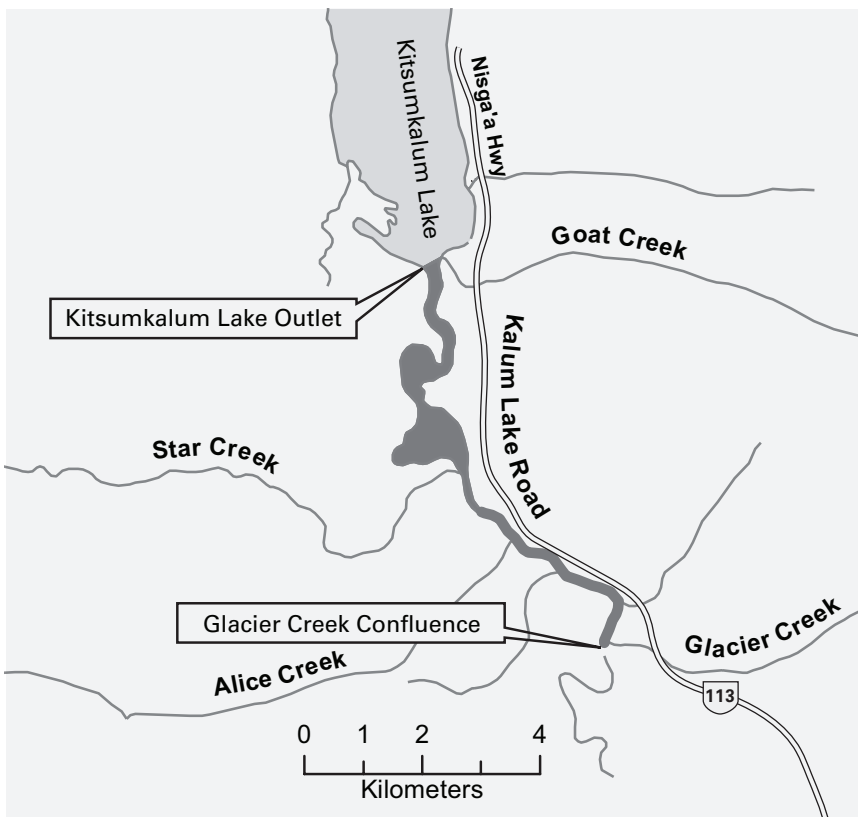 Kitsumkalum Lake
Nisga'a Hwy
Goat Creek
Kitsumkalum Lake Outlet
Kalum Lake Road
Star Creek
Glacier Creek Confluence
Glacier Creek
Alice Creek
113
0 1 2 4
Kilometers